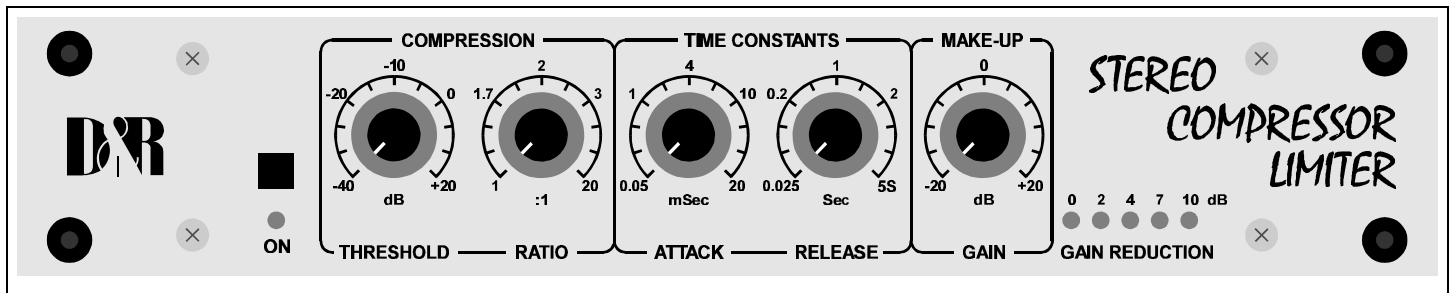 D&R
ON
COMPRESSION
-40
-20
-10
0
+20
dB
THRESHOLD
1
1.7
2
3
20
:1
RATIO
TIME CONSTANTS
0.05
1
4
10
20
mSec
ATTACK
0.025
0.2
1
2
5S
Sec
RELEASE
MAKE-UP
-20
0
+20
dB
GAIN
STEREO
COMPRESSOR
LIMITER
0 2 4 7 10 dB
GAIN REDUCTION